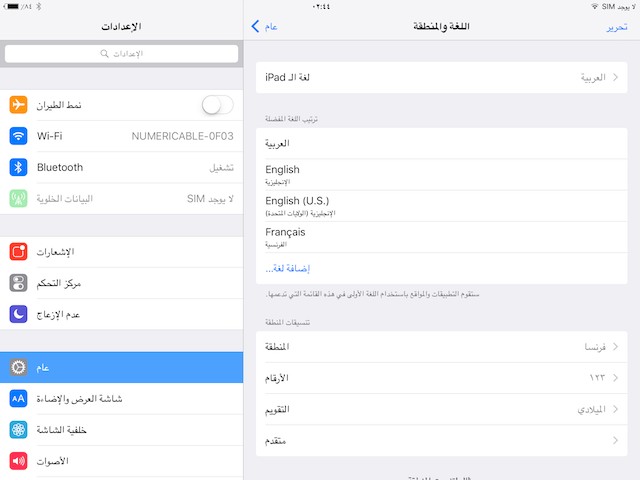 ٪٨٤
٠٢:٤٤
لا يوجد SIM
الإعدادات
الإعدادات
نمط الطيران
Wi-Fi
NUMERICABLE-0F03
Bluetooth
تشغيل
البيانات الخلوية
لا يوجد SIM
الإشعارات
مركز التحكم
عدم الإزعاج
عام
شاشة العرض والإضاءة
AA
خلفية الشاشة
الأصوات
عام
اللغة والمنطقة
تحرير
لغة الـ iPad
العربية
ترتيب اللغة المفضلة
العربية
English
الإنجليزية
English (U.S.)
الإنجليزية (الولايات المتحدة)
Français
الفرنسية
إضافة لغة...
ستقوم التطبيقات والمواقع باستخدام اللغة الأولى في هذه القائمة التي تدعمها.
تنسيقات المنطقة
المنطقة
فرنسا
الأرقام
١٢٣
التقويم
الميلادي
متقدم